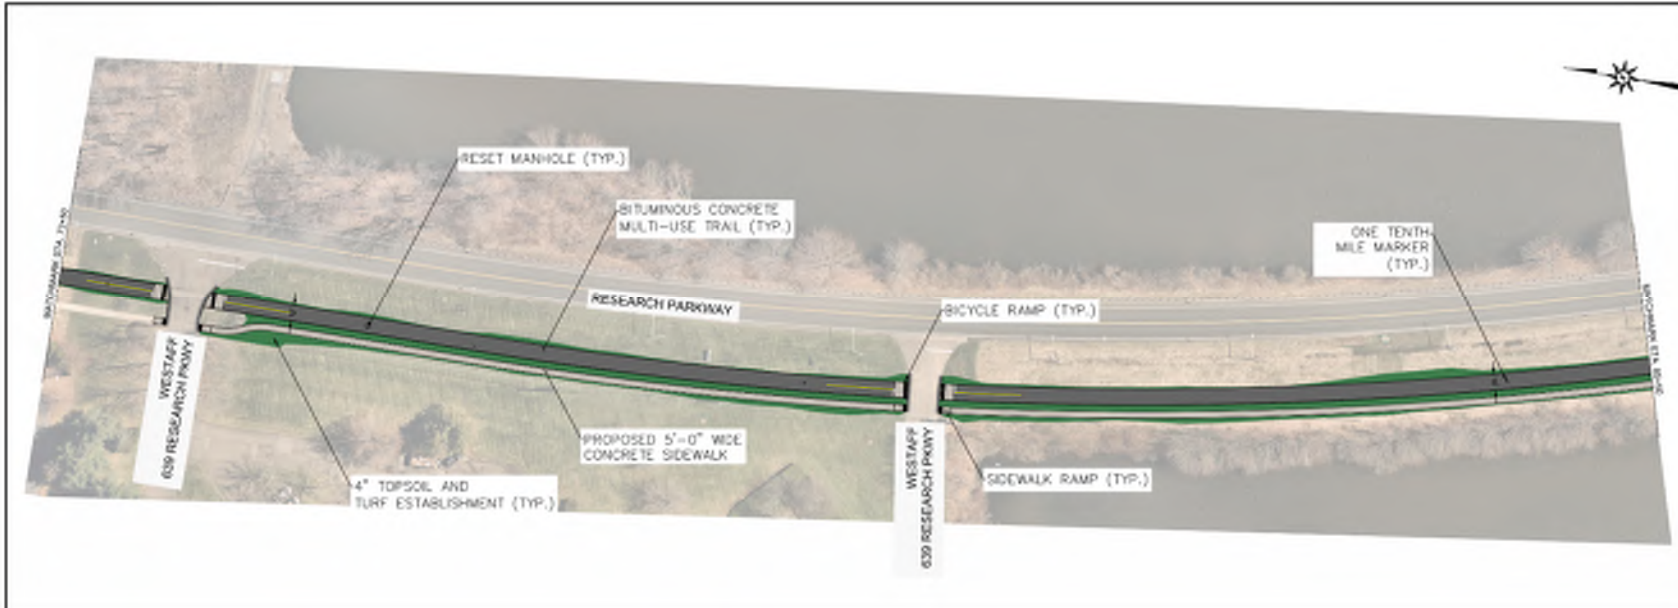 RESET MANHOLE (TYP.)
BITUMINOUS CONCRETE
MULTI-USE TRAIL (TYP.)
ONE TENTH
MILE MARKER
(TYP.)
RESEARCH PARKWAY
BICYCLE RAMP (TYP.)
WESTAFF
639 RESEARCH PKWY
PROPOSED 5'-0" WIDE
CONCRETE SIDEWALK
4" TOPSOIL AND
TURF ESTABLISHMENT (TYP.)
WESTAFF
639 RESEARCH PKWY
SIDEWALK RAMP (TYP.)